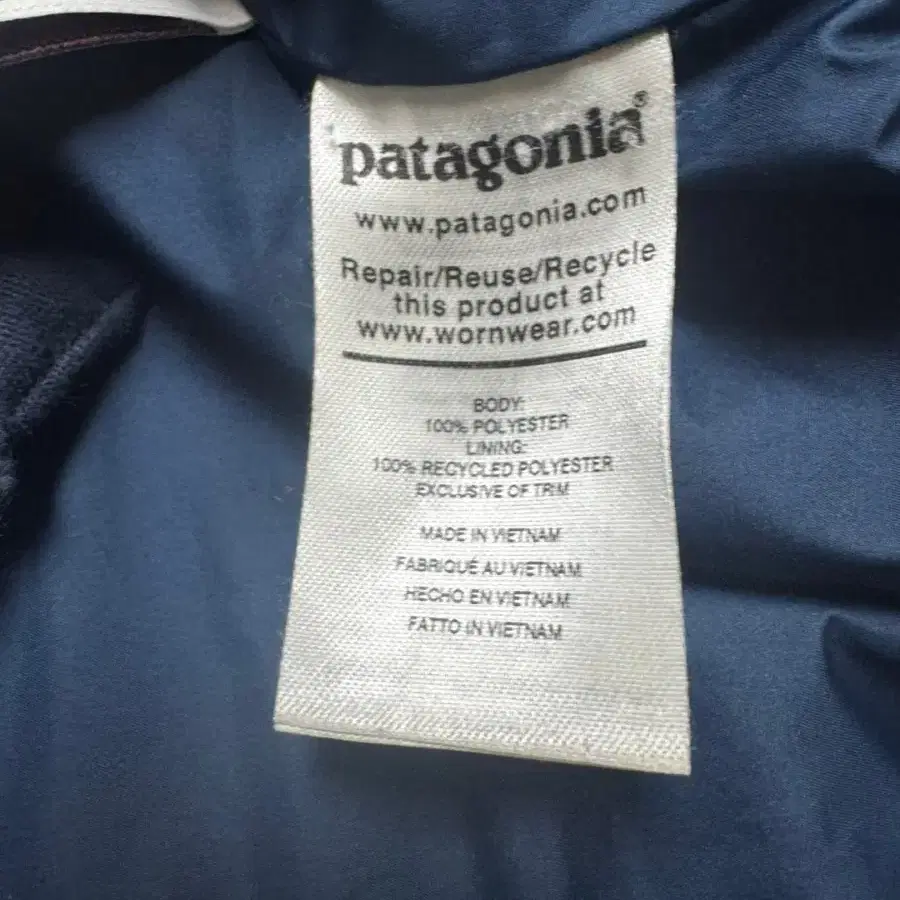 patagonia®
www.patagonia.com
Repair/Reuse/Recycle
this product at
www.wornwear.com
BODY:
100% POLYESTER
LINING:
100% RECYCLED POLYESTER
EXCLUSIVE OF TRIM
MADE IN VIETNAM
FABRIQUÉ AU VIETNAM
HECHO EN VIETNAM
FATTO IN VIETNAM